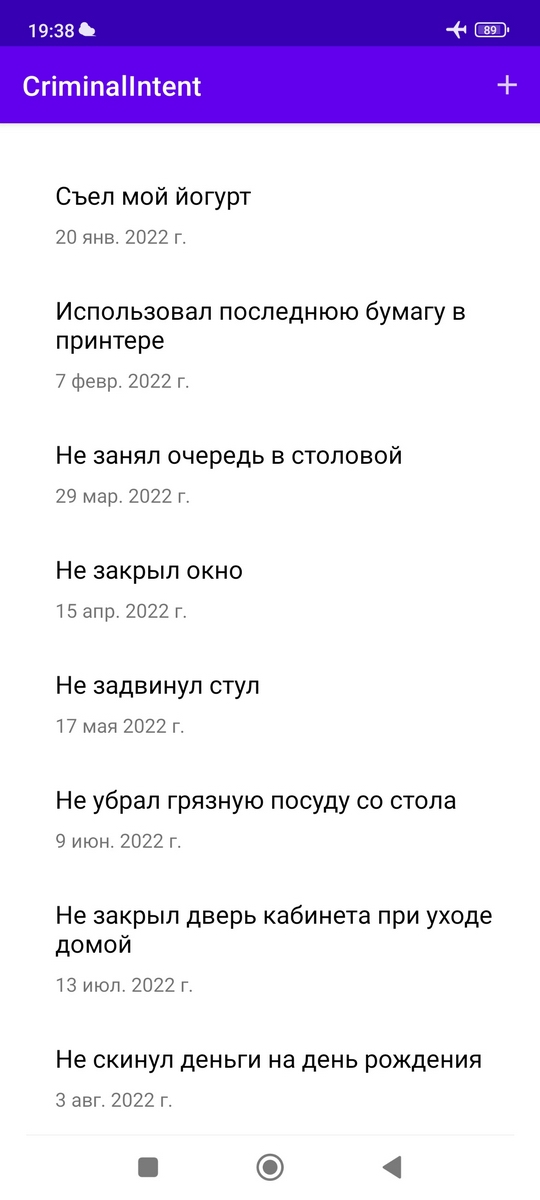 19:38
89
CriminalIntent
+
Съел мой йогурт
20 янв. 2022 г.
Использовал последнюю бумагу в
принтере
7 февр. 2022 г.
Не занял очередь в столовой
29 мар. 2022 г.
Не закрыл окно
15 апр. 2022 г.
Не задвинул стул
17 мая 2022 г.
Не убрал грязную посуду со стола
9 июн. 2022 г.
Не закрыл дверь кабинета при уходе
домой
13 июл. 2022 г.
Не скинул деньги на день рождения
3 авг. 2022 г.